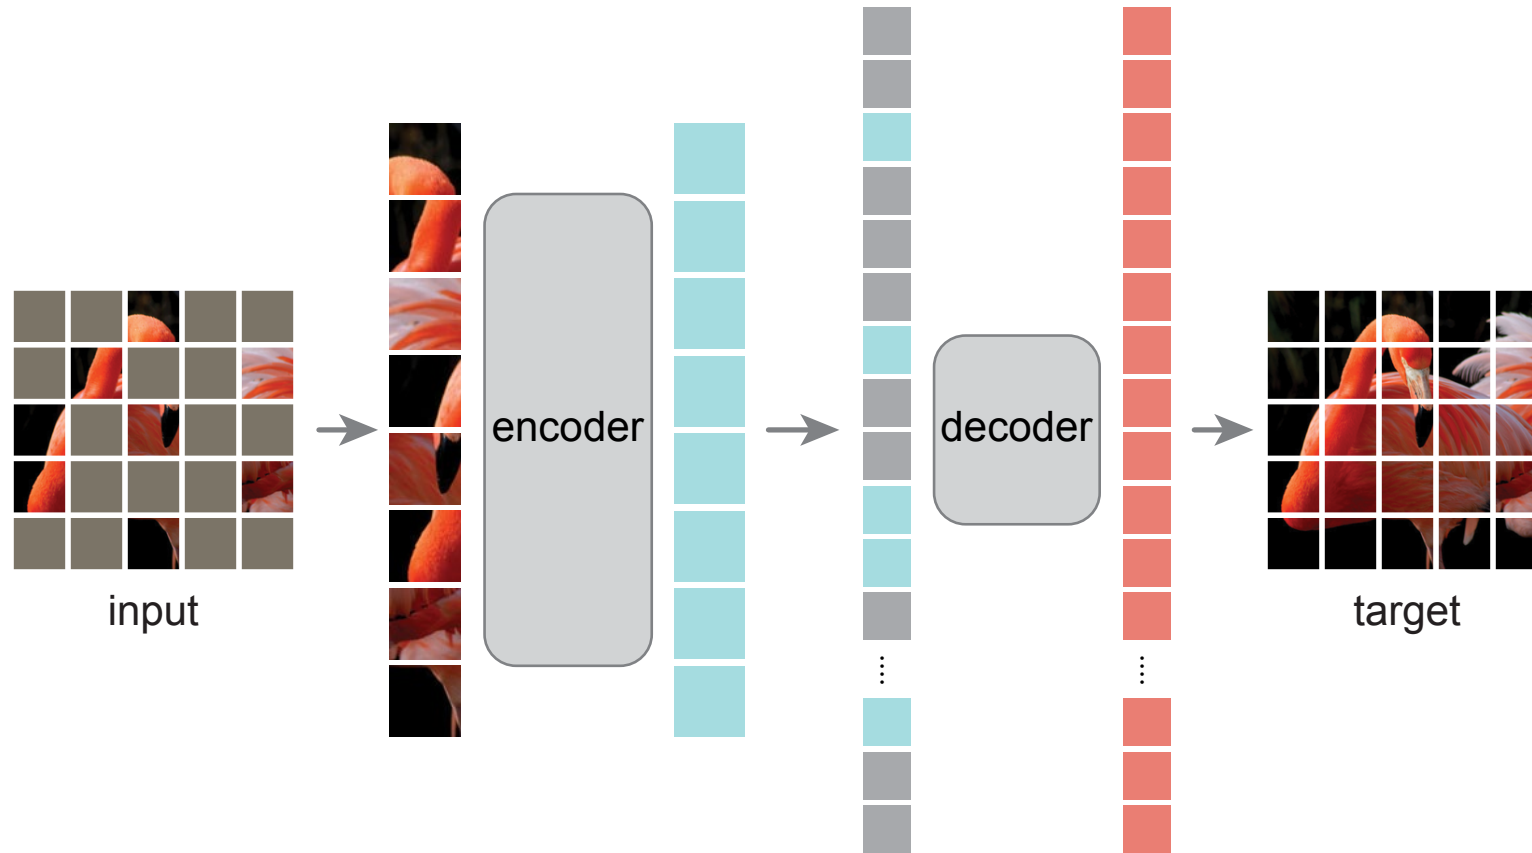 input
encoder
decoder
target